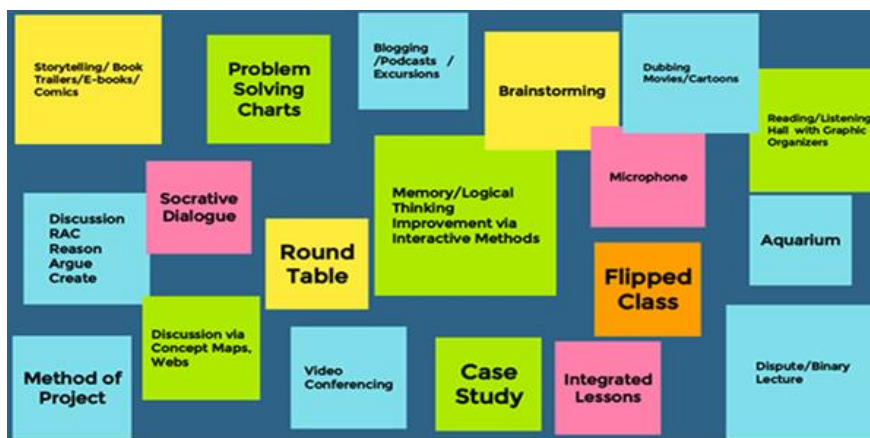 Storytelling/ Book
Trailers/E-books/
Comics
Problem
Solving
Charts
Blogging
/Podcasts /
Excursions
Brainstorming
Dubbing
Movies/Cartoons
Reading/Listening
Hall with Graphic
Organizers
Microphone
Socrative
Dialogue
Memory/Logical
Thinking
Improvement via
Interactive Methods
Discussion
RAC
Reason
Argue
Create
Round
Table
Aquarium
Flipped
Class
Discussion via
Concept Maps,
Webs
Method of
Project
Video
Conferencing
Case
Study
Integrated
Lessons
Dispute/Binary
Lecture